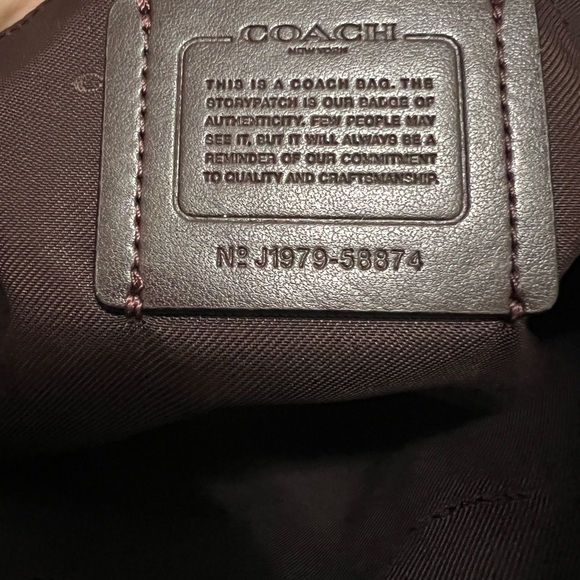 COACH
NEW YORK
THIS IS A COACH BAG. THE
STORYPATCH IS OUR BADGE OF
AUTHENTICITY. FEW PEOPLE MAY
SEE IT, BUT IT WILL ALWAYS BE A
REMINDER OF OUR COMMITMENT
TO QUALITY AND CRAFTSMANSHIP.
Nº J1979-58874